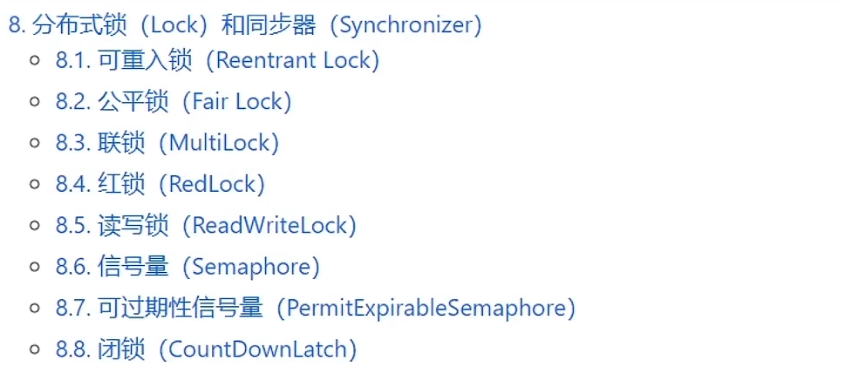 8. 分布式锁（Lock）和同步器（Synchronizer）
8.1. 可重入锁（Reentrant Lock）
8.2. 公平锁（Fair Lock）
8.3. 联锁（MultiLock）
8.4. 红锁（RedLock）
8.5. 读写锁（ReadWriteLock）
8.6. 信号量（Semaphore）
8.7. 可过期性信号量（PermitExpirableSemaphore）
8.8. 闭锁（CountDownLatch）